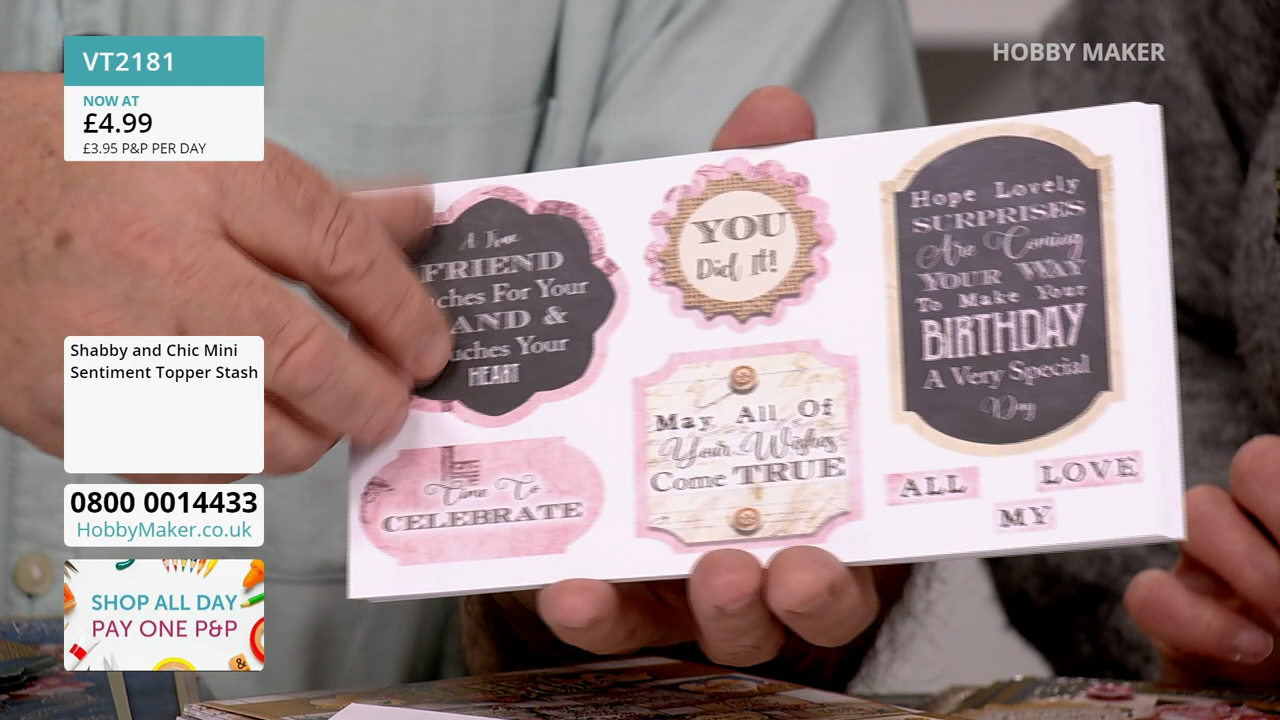 VT2181
NOW AT
£4.99
£3.95 P&P PER DAY
Shabby and Chic Mini
Sentiment Topper Stash
0800 0014433
HobbyMaker.co.uk
SHOP ALL DAY
PAY ONE P&P
HOBBY MAKER
A True
FRIEND
For Your
AND &
Your
HEART
YOU
Did It!
Hope Lovely
SURPRISES
Are Coming
YOUR WAY
To Make Your
BIRTHDAY
A Very Special
Day
Time To
CELEBRATE
May All Of
Your Wishes
Come TRUE
ALL
LOVE
MY